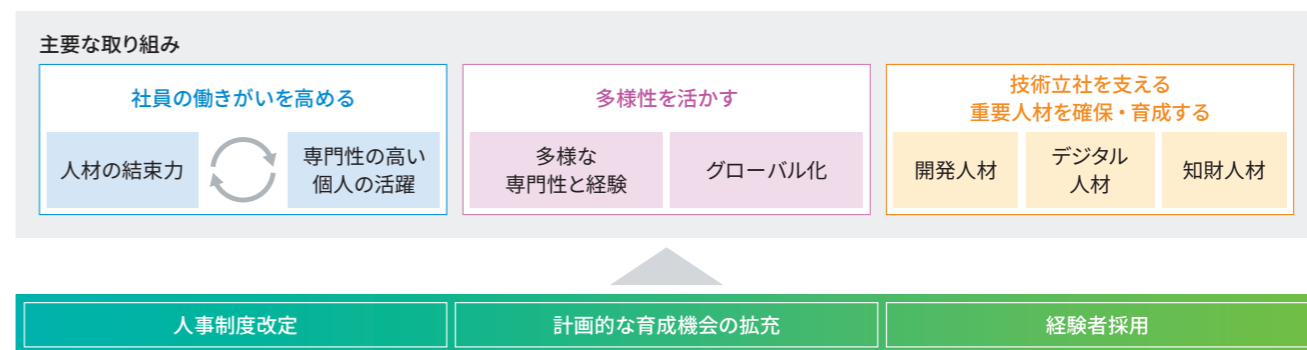 主要な取り組み
社員の働きがいを高める
人材の結束力
専門性の高い
個人の活躍
多様性を活かす
多様な
専門性と経験
グローバル化
技術立社を支える
重要人材を確保・育成する
開発人材
デジタル
人材
知財人材
人事制度改定
計画的な育成機会の拡充
経験者採用